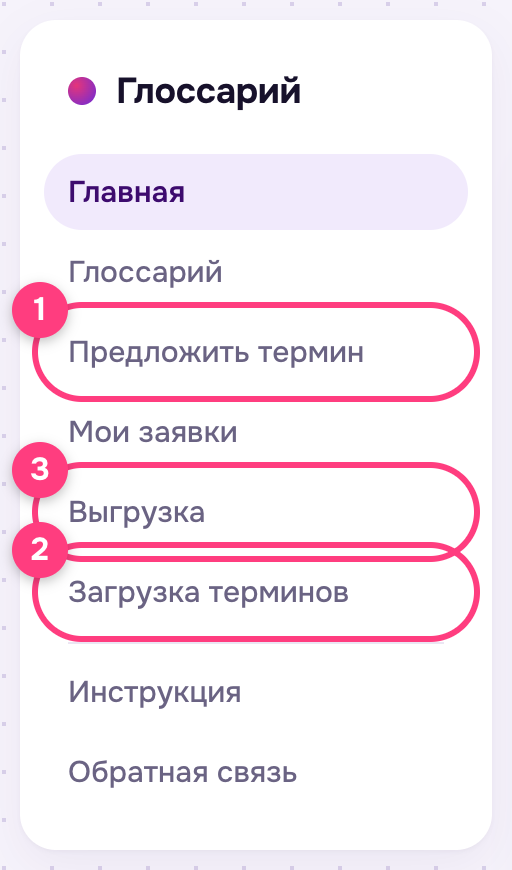 Глоссарий
Главная
Глоссарий
1
Предложить термин
Мои заявки
3
Выгрузка
2
Загрузка терминов
Инструкция
Обратная связь